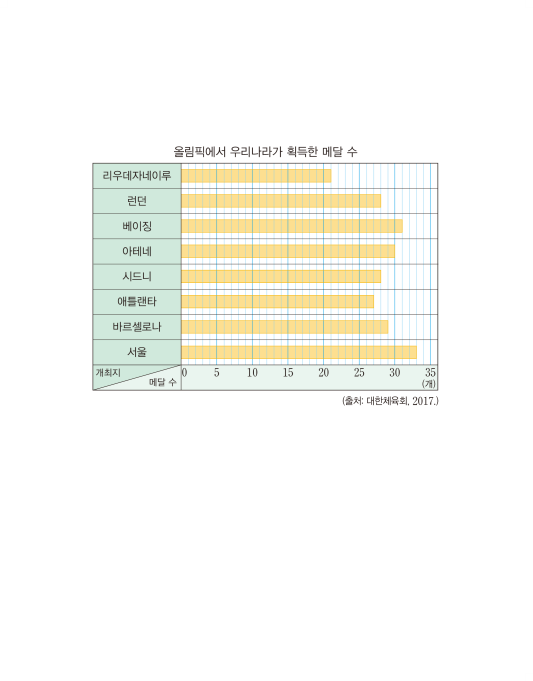 올림픽에서 우리나라가 획득한 메달 수
리우데자네이루
런던
베이징
아테네
시드니
애틀랜타
바르셀로나
서울
개최지
메달 수
0 5 10 15 20 25 30 35
(개)
(출처: 대한체육회, 2017.)